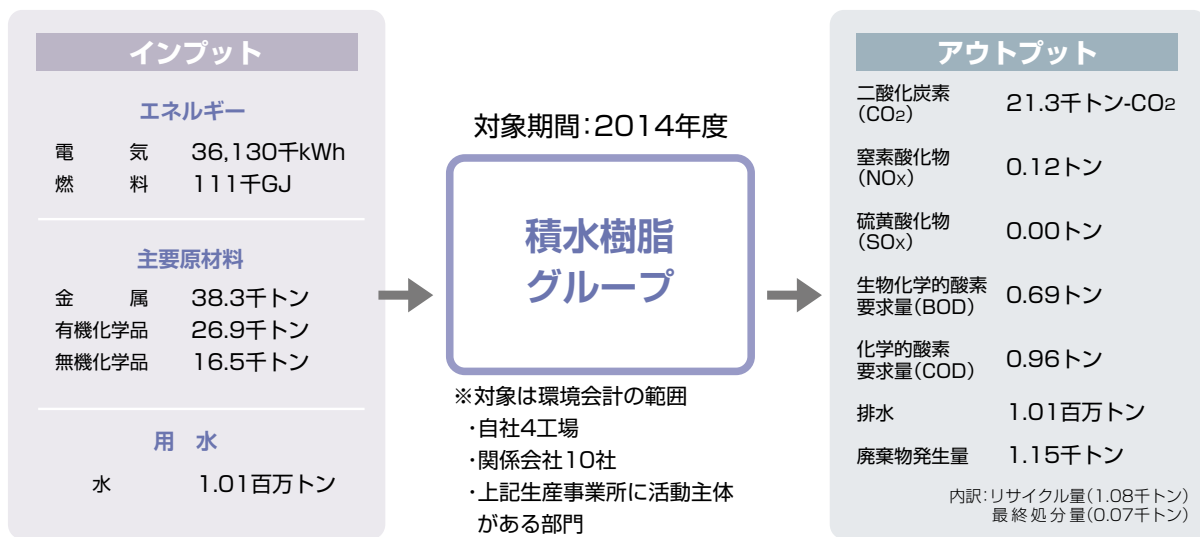 インプット
エネルギー
電気 36,130千kWh
燃料 111千GJ
主要原材料
金属 38.3千トン
有機化学品 26.9千トン
無機化学品 16.5千トン
用 水
水 1.01百万トン
対象期間:2014年度
積水樹脂
グループ
※対象は環境会計の範囲
・自社4工場
・関係会社10社
・上記生産事業所に活動主体
がある部門
アウトプット
二酸化炭素
(CO2) 21.3千トン-CO2
窒素酸化物
(NOx) 0.12トン
硫黄酸化物
(SOx) 0.00トン
生物化学的酸素
要求量(BOD) 0.69トン
化学的酸素
要求量(COD) 0.96トン
排水 1.01百万トン
廃棄物発生量 1.15千トン
内訳:リサイクル量(1.08千トン)
最終処分量(0.07千トン)